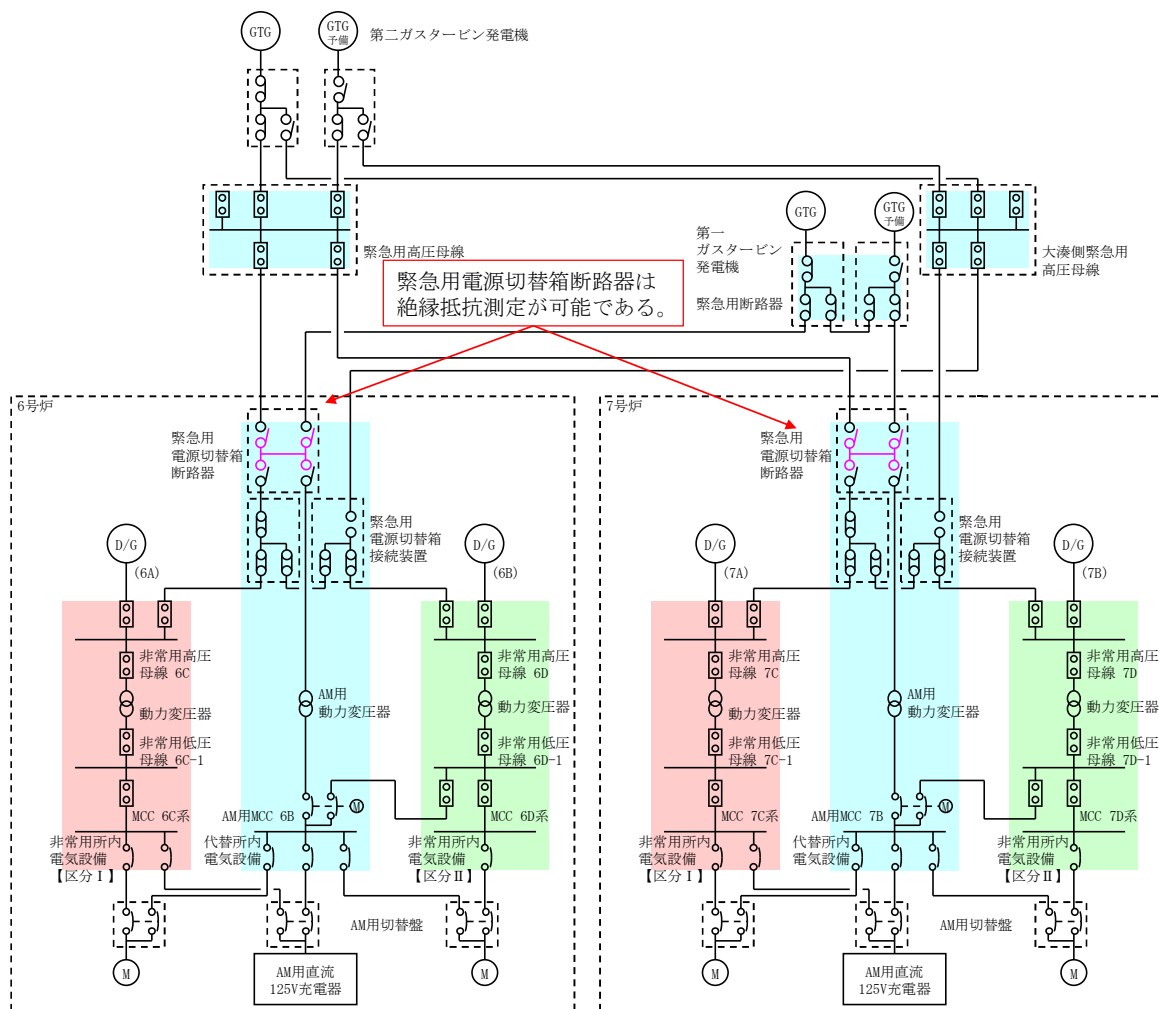 GTG
GTG
予備
第二ガスタービン発電機
緊急用高圧母線
GTG
GTG
予備
第一
ガスタービン
発電機
緊急用断路器
大湊側緊急用
高圧母線
緊急用電源切替箱断路器は
絶縁抵抗測定が可能である。
6号炉
緊急用
電源切替箱
断路器
緊急用
電源切替箱
接続装置
D/G
(6A)
D/G
(6B)
非常用高圧
母線 6C
動力変圧器
非常用低圧
母線 6C-1
MCC 6C系
AM用
動力変圧器
非常用高圧
母線 6D
動力変圧器
非常用低圧
母線 6D-1
MCC 6D系
M
AM用MCC 6B
非常用所内
電気設備
【区分Ⅰ】
代替所内
電気設備
非常用所内
電気設備
【区分Ⅱ】
AM用切替盤
M
AM用直流
125V充電器
M
7号炉
緊急用
電源切替箱
断路器
緊急用
電源切替箱
接続装置
D/G
(7A)
D/G
(7B)
非常用高圧
母線 7C
動力変圧器
非常用低圧
母線 7C-1
MCC 7C系
AM用
動力変圧器
非常用高圧
母線 7D
動力変圧器
非常用低圧
母線 7D-1
MCC 7D系
M
AM用MCC 7B
非常用所内
電気設備
【区分Ⅰ】
代替所内
電気設備
非常用所内
電気設備
【区分Ⅱ】
AM用切替盤
M
AM用直流
125V充電器
M